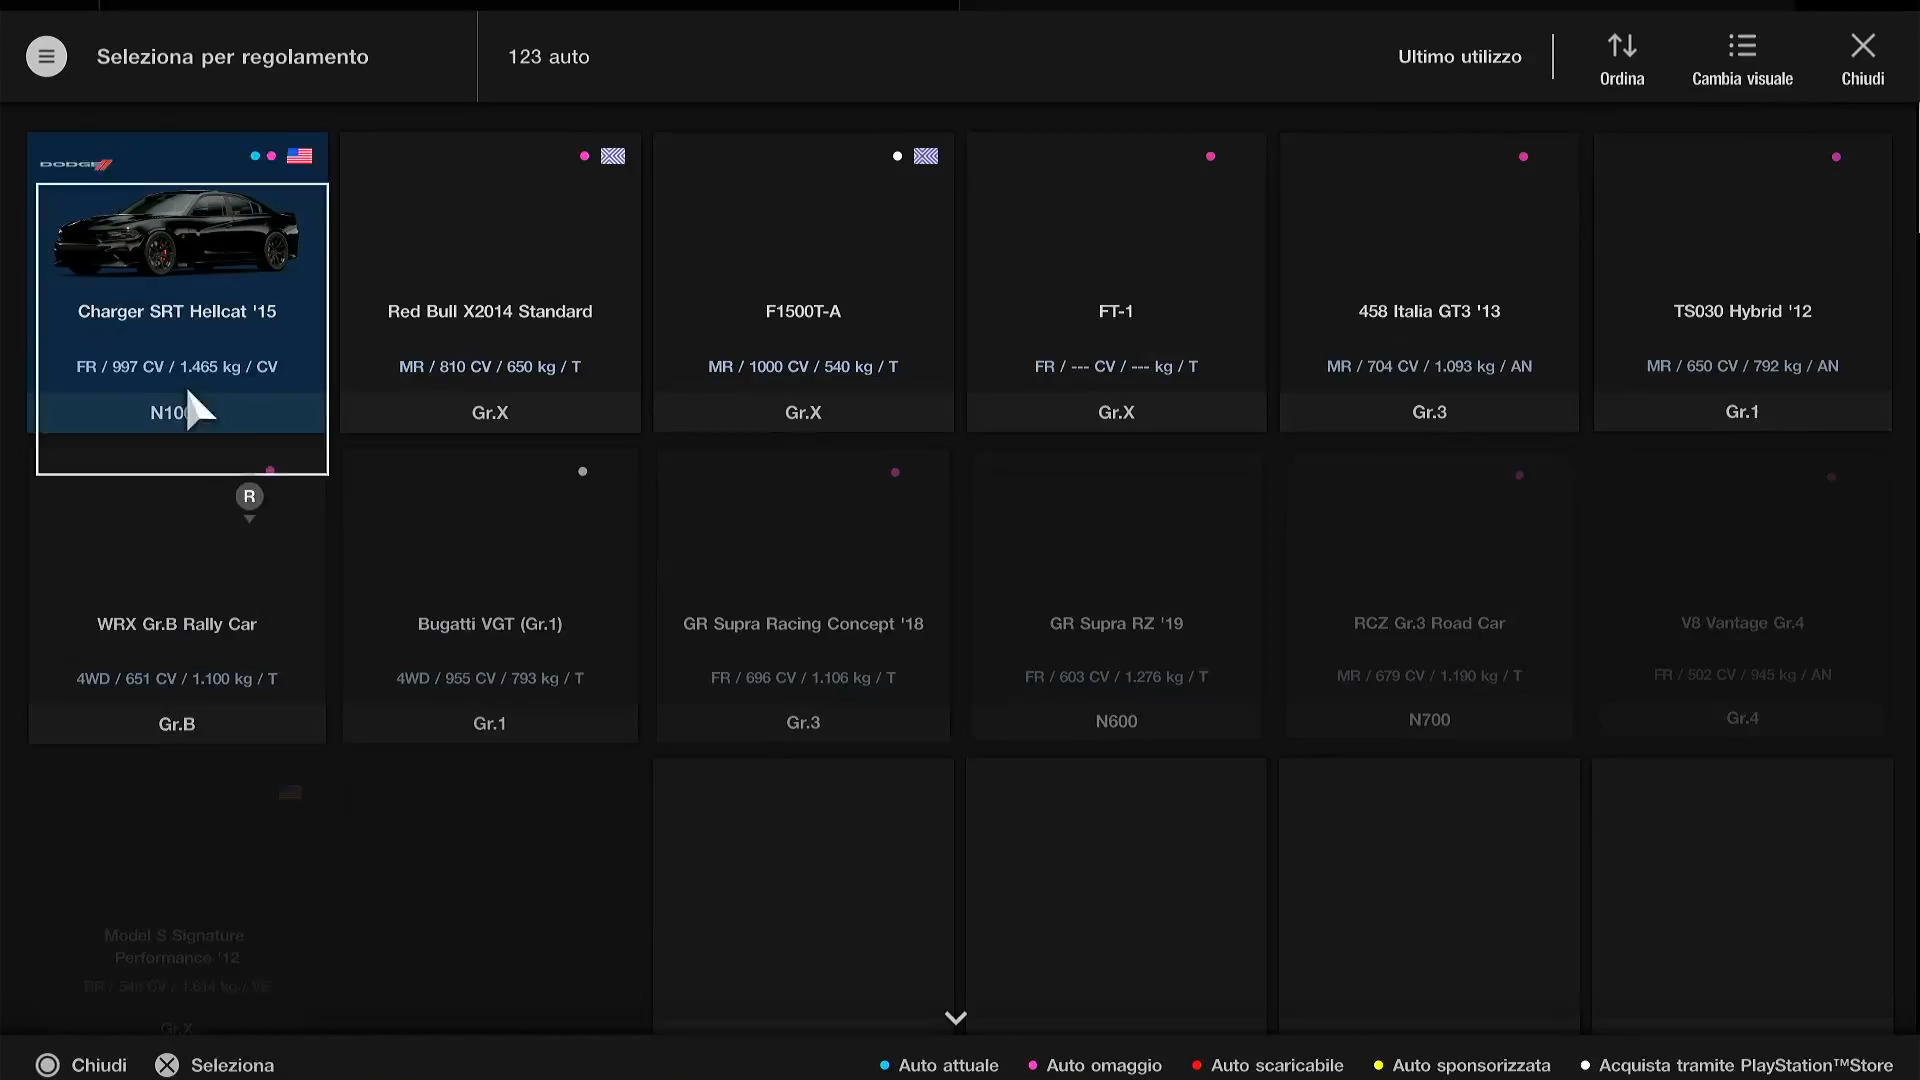 Seleziona per regolamento
123 auto
Ultimo utilizzo
Ordina
Cambia visuale
Chiudi
DODGE
Charger SRT Hellcat '15
FR / 997 CV / 1.465 kg / CV
Red Bull X2014 Standard
MR / 810 CV / 650 kg / T
Gr.X
F1500T-A
MR / 1000 CV / 540 kg / T
Gr.X
FT-1
FR / --- CV / --- kg / T
Gr.X
458 Italia GT3 '13
MR / 704 CV / 1.093 kg / AN
Gr.3
TS030 Hybrid '12
MR / 650 CV / 792 kg / AN
Gr.1
R
WRX Gr.B Rally Car
4WD / 651 CV / 1.100 kg / T
Gr.B
Bugatti VGT (Gr.1)
4WD / 955 CV / 793 kg / T
Gr.1
GR Supra Racing Concept '18
FR / 696 CV / 1.106 kg / T
Gr.3
GR Supra RZ '19
FR / 603 CV / 1.276 kg / T
N600
RCZ Gr.3 Road Car
MR / 679 CV / 1.190 kg / T
N700
V8 Vantage Gr.4
FR / 502 CV / 945 kg / AN
Gr.4
Model S Signature
Performance '12
Gr.X
Chiudi
Seleziona
Auto attuale
Auto omaggio
Auto scaricabile
Auto sponsorizzata
Acquista tramite PlayStation™Store